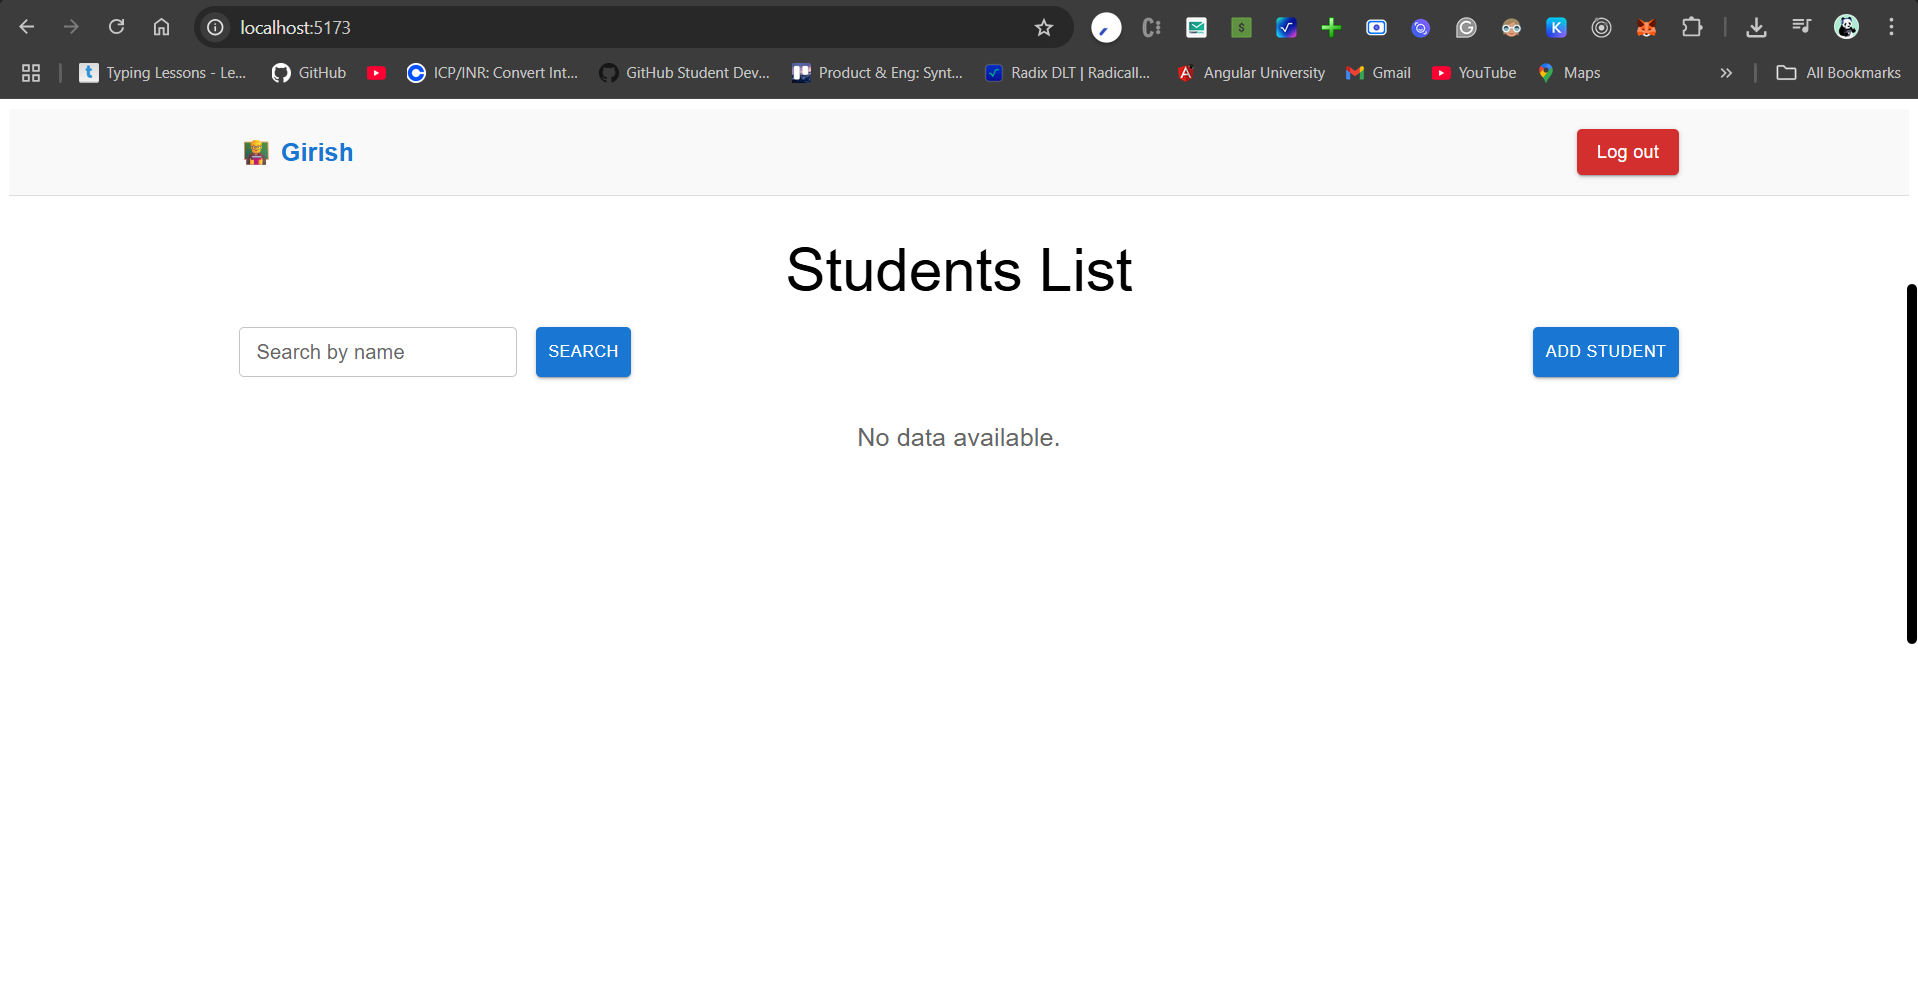 localhost:5173
Typing Lessons - Le...
GitHub
ICP/INR: Convert Int...
GitHub Student Dev...
Product & Eng: Synt...
Radix DLT | Radicall...
Angular University
Gmail
YouTube
Maps
All Bookmarks
Girish
Log out
Students List
Search by name
SEARCH
ADD STUDENT
No data available.